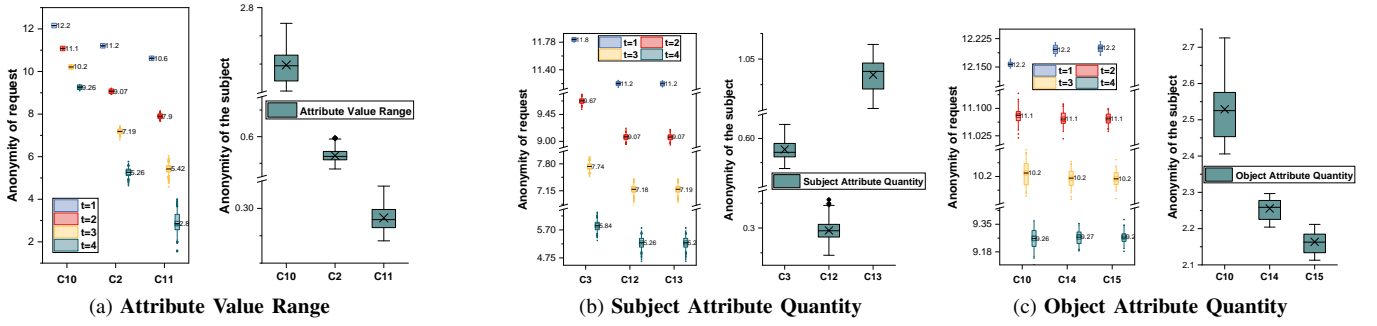 Anonymity of request
12
10
8
6
4
2
12.2
11.1
10.2
9.26
11.2
9.07
7.19
5.26
10.6
7.9
5.42
2.8
t=1
t=2
t=3
t=4
C10 C2 C11
Anonymity of the subject
2.8
0.6
0.30
Attribute Value Range
C10 C2 C11
(a) Attribute Value Range
Anonymity of request
11.78
11.40
9.45
9.00
7.80
7.15
5.70
4.75
t=1 t=2
t=3 t=4
11.8
11.2
11.2
9.67
9.07
9.07
7.74
7.18
7.19
5.84
5.26
5.2
C3 C12 C13
Anonymity of the subject
1.05
0.60
0.3
Subject Attribute Quantity
C3 C12 C13
(b) Subject Attribute Quantity
Anonymity of request
12.225
12.150
11.100
11.025
10.2
9.35
9.18
12.2
12.2
12.2
t=1 t=2
t=3 t=4
11.1
11.1
11.1
10.2
10.2
10.2
9.26
9.27
9.2
C10 C14 C15
Anonymity of the subject
2.7
2.6
2.5
2.4
2.3
2.2
2.1
Object Attribute Quantity
C10 C14 C15
(c) Object Attribute Quantity